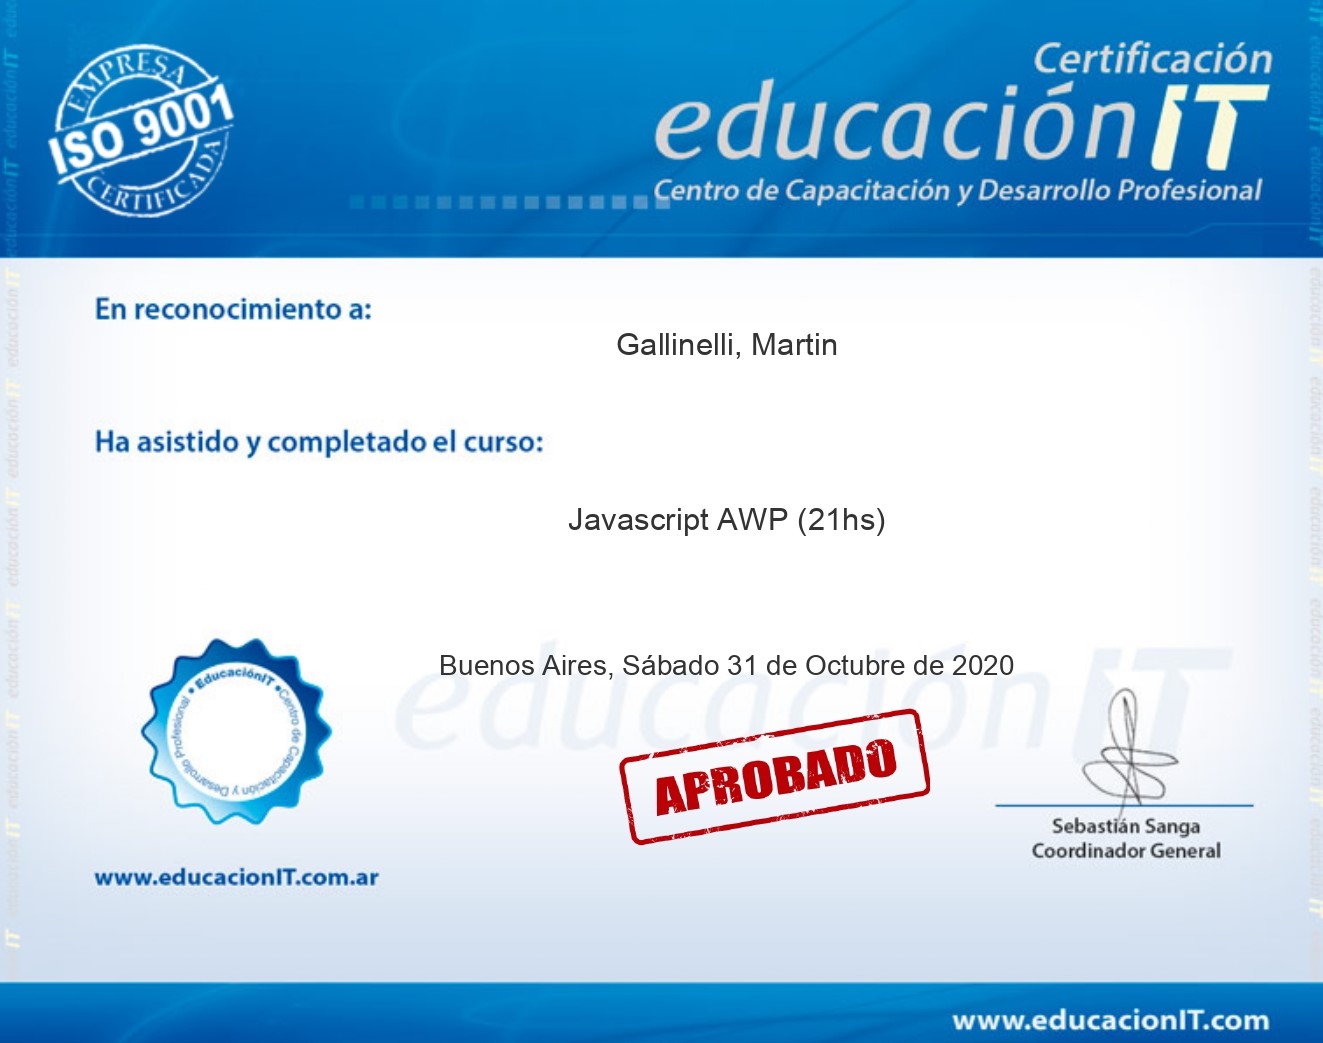 EMPRESA
ISO 9001
CERTIFICADA
Certificación
educaciónIT
Centro de Capacitación y Desarrollo Profesional
En reconocimiento a:
Gallinelli, Martin
Ha asistido y completado el curso:
Javascript AWP (21hs)
Buenos Aires, Sábado 31 de Octubre de 2020
educaciónIT
• EducaciónIT • Centro de Capacitación y Desarrollo Profesional
APROBADO
Sebastián Sanga
Coordinador General
www.educacionIT.com.ar
www.educacionIT.com